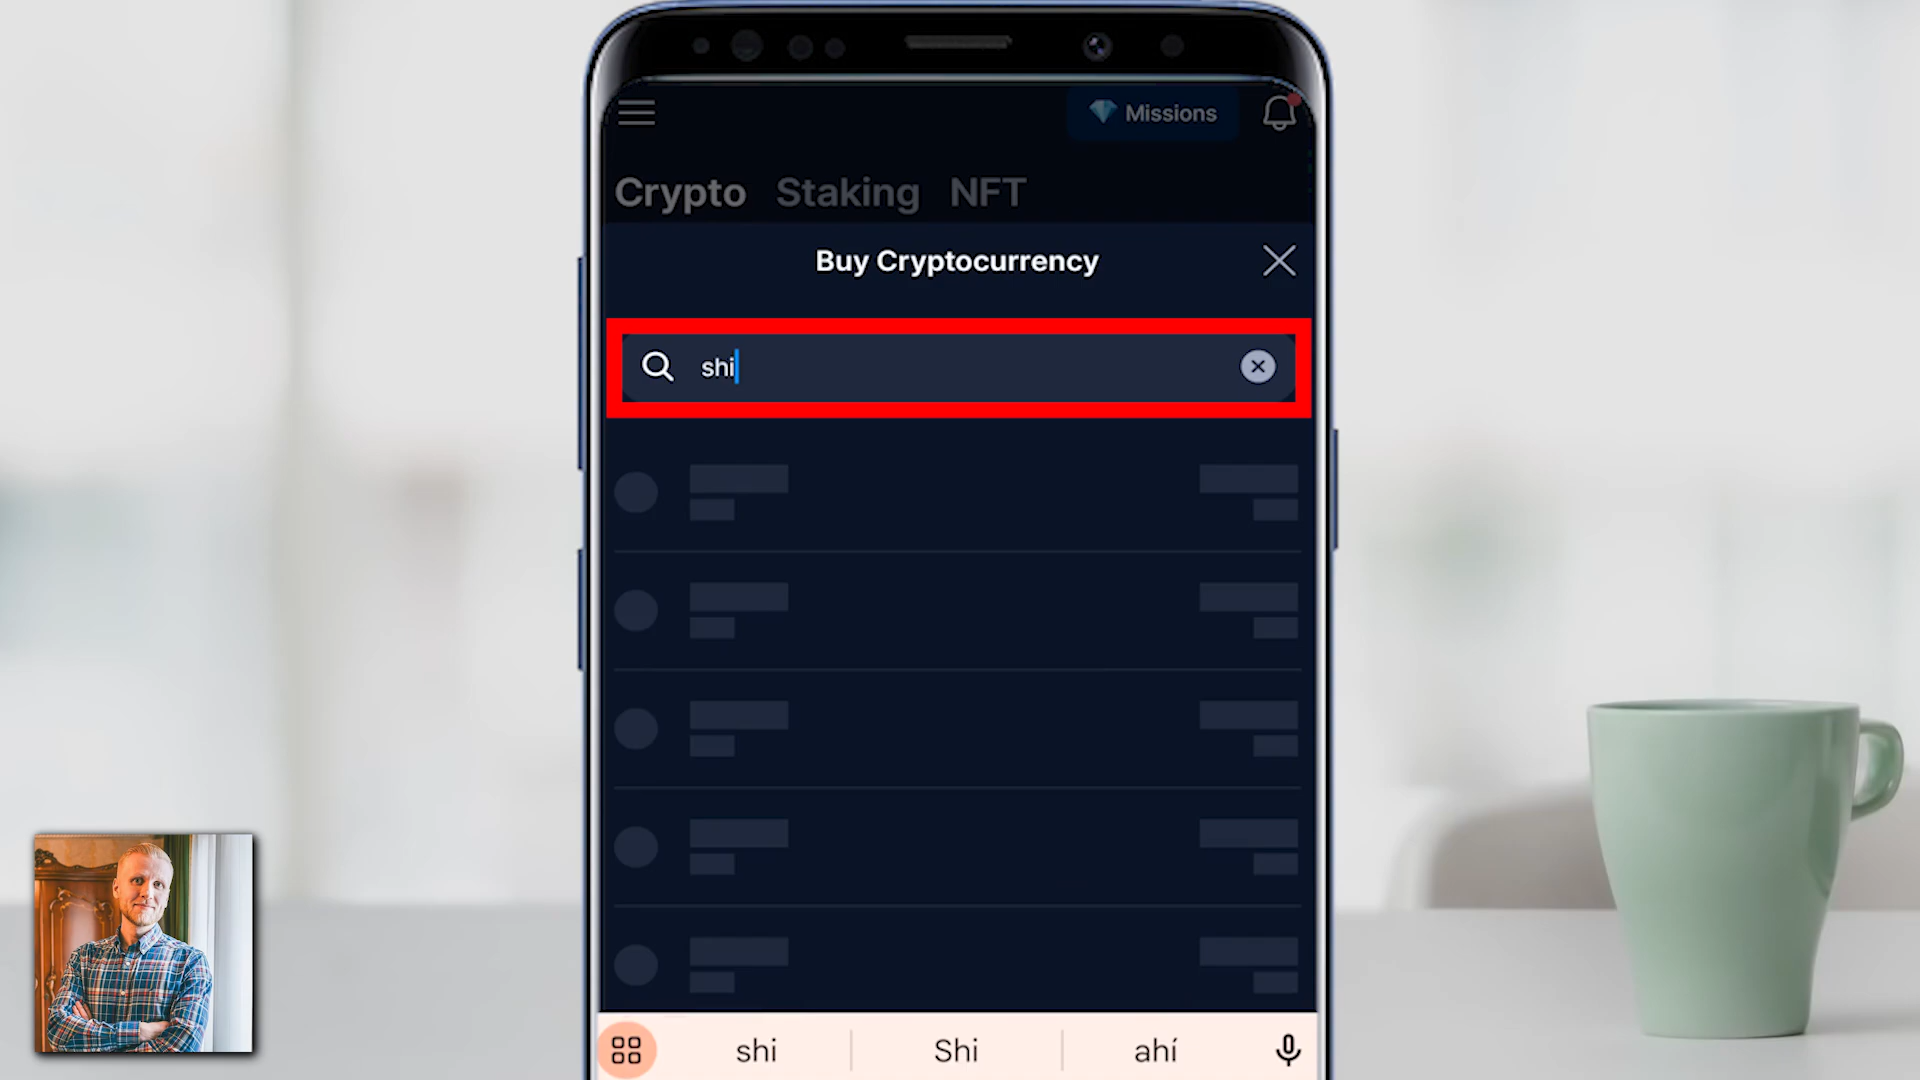 Missions
Crypto Staking NFT
Buy Cryptocurrency
shi
shi Shi ahí